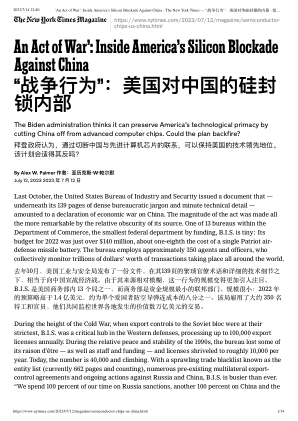 2023/7/14 22:40
'An Act of War': Inside America's Silicon Blockade Against China - The New York Times — "战争行为"：美国对中国的硅封锁内部 - 纽…
The New York Times Magazine
https://www.nytimes.com/2023/07/12/magazine/semiconductor-
chips-us-china.html
An Act of War': Inside America's Silicon Blockade
Against China
"战争行为"：美国对中国的硅封
锁内部
The Biden administration thinks it can preserve America's technological primacy by
cutting China off from advanced computer chips. Could the plan backfire?
拜登政府认为，通过切断中国与先进计算机芯片的联系，可以保持美国的技术领先地位。
该计划会适得其反吗？
By Alex W. Palmer 作者：亚历克斯·W·帕尔默
July 12, 2023 2023 年 7 月 12 日
Last October, the United States Bureau of Industry and Security issued a document that —
underneath its 139 pages of dense bureaucratic jargon and minute technical detail —
amounted to a declaration of economic war on China. The magnitude of the act was made all
the more remarkable by the relative obscurity of its source. One of 13 bureaus within the
Department of Commerce, the smallest federal department by funding, B.I.S. is tiny: Its
budget for 2022 was just over $140 million, about one-eighth the cost of a single Patriot air-
defense missile battery. The bureau employs approximately 350 agents and officers, who
collectively monitor trillions of dollars' worth of transactions taking place all around the world.
去年10月，美国工业与安全局发布了一份文件，在其139页的繁琐官僚术语和详细的技术细节之
下，相当于向中国宣战政经济战。由于其来源相对模糊，这一行为的规模变得更加引人注目。
B.I.S. 是美国商务部内 13 个局之一，而商务部是资金规模最小的联邦部门，规模很小：2022 年
的预算略高于 1.4 亿美元，约为单个爱国者防空导弹连成本的八分之一。该局雇用了大约 350 名
特工和官员，他们共同监控世界各地发生的价值数万亿美元的交易。
During the height of the Cold War, when export controls to the Soviet bloc were at their
strictest, B.I.S. was a critical hub in the Western defenses, processing up to 100,000 export
licenses annually. During the relative peace and stability of the 1990s, the bureau lost some of
its raison d'être — as well as staff and funding — and licenses shriveled to roughly 10,000 per
year. Today, the number is 40,000 and climbing. With a sprawling trade blacklist known as the
entity list (currently 662 pages and counting), numerous pre-existing multilateral export-
control agreements and ongoing actions against Russia and China, B.I.S. is busier than ever.
"We spend 100 percent of our time on Russia sanctions, another 100 percent on China and the
https://www.nytimes.com/2023/07/12/magazine/semiconductor-chips-us-china.html
1/34